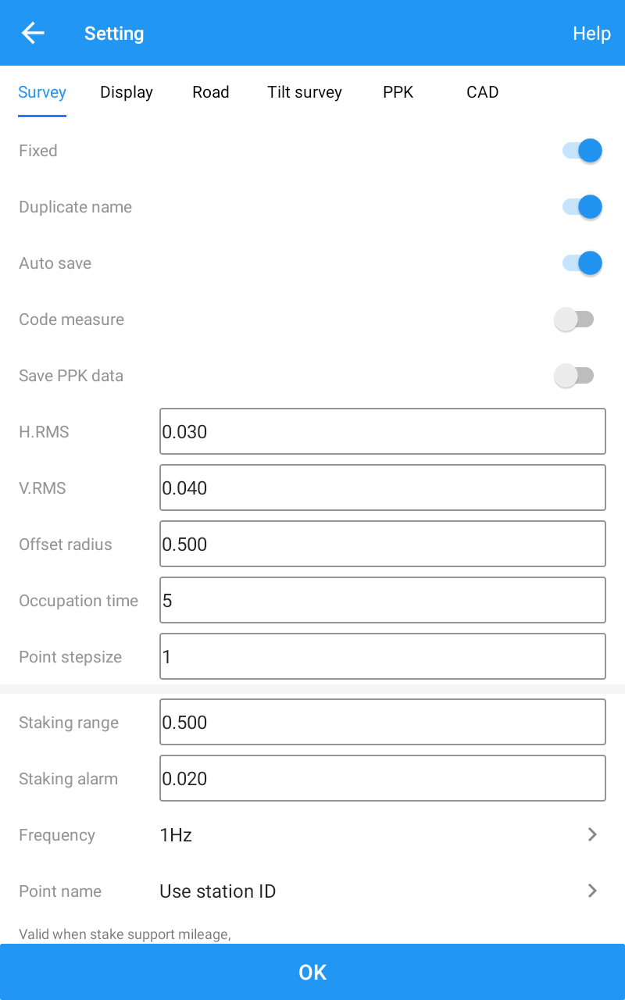 Setting Help
Survey Display Road Tilt survey PPK CAD
Fixed
Duplicate name
Auto save
Code measure
Save PPK data
H.RMS 0.030
V.RMS 0.040
Offset radius 0.500
Occupation time 5
Point stepsize 1
Staking range 0.500
Staking alarm 0.020
Frequency 1Hz
Point name Use station ID
Valid when stake support mileage,
OK